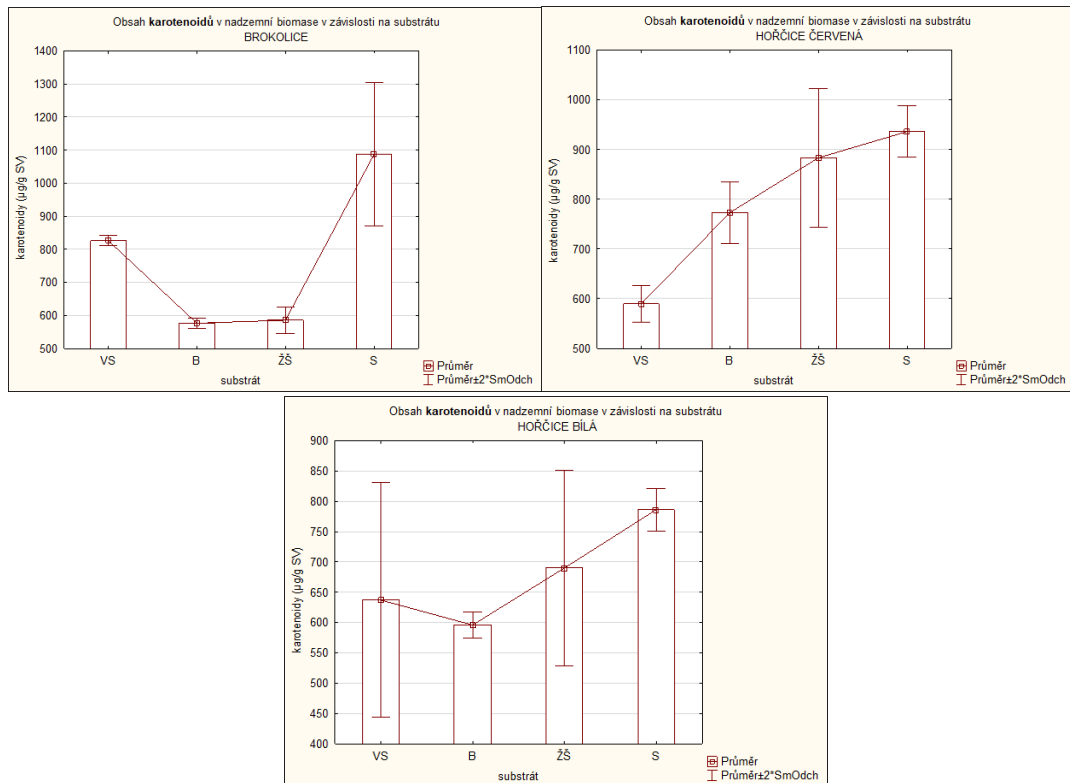 Obsah karotenoidů v nadzemní biomase v závislosti na substrátu
BROKOLICE
1400
1300
1200
1100
1000
900
800
700
600
500
karotenoidy (µg/g SV)
VS B ŽŠ S
substrát
Průměr
Průměr±2*SmOdch
Obsah karotenoidů v nadzemní biomase v závislosti na substrátu
HOŘČICE ČERVENÁ
1100
1000
900
800
700
600
500
karotenoidy (µg/g SV)
VS B ŽŠ S
substrát
Průměr
Průměr±2*SmOdch
Obsah karotenoidů v nadzemní biomase v závislosti na substrátu
HOŘČICE BÍLÁ
900
850
800
750
700
650
600
550
500
450
400
karotenoidy (µg/g SV)
VS B ŽŠ S
substrát
Průměr
Průměr±2*SmOdch